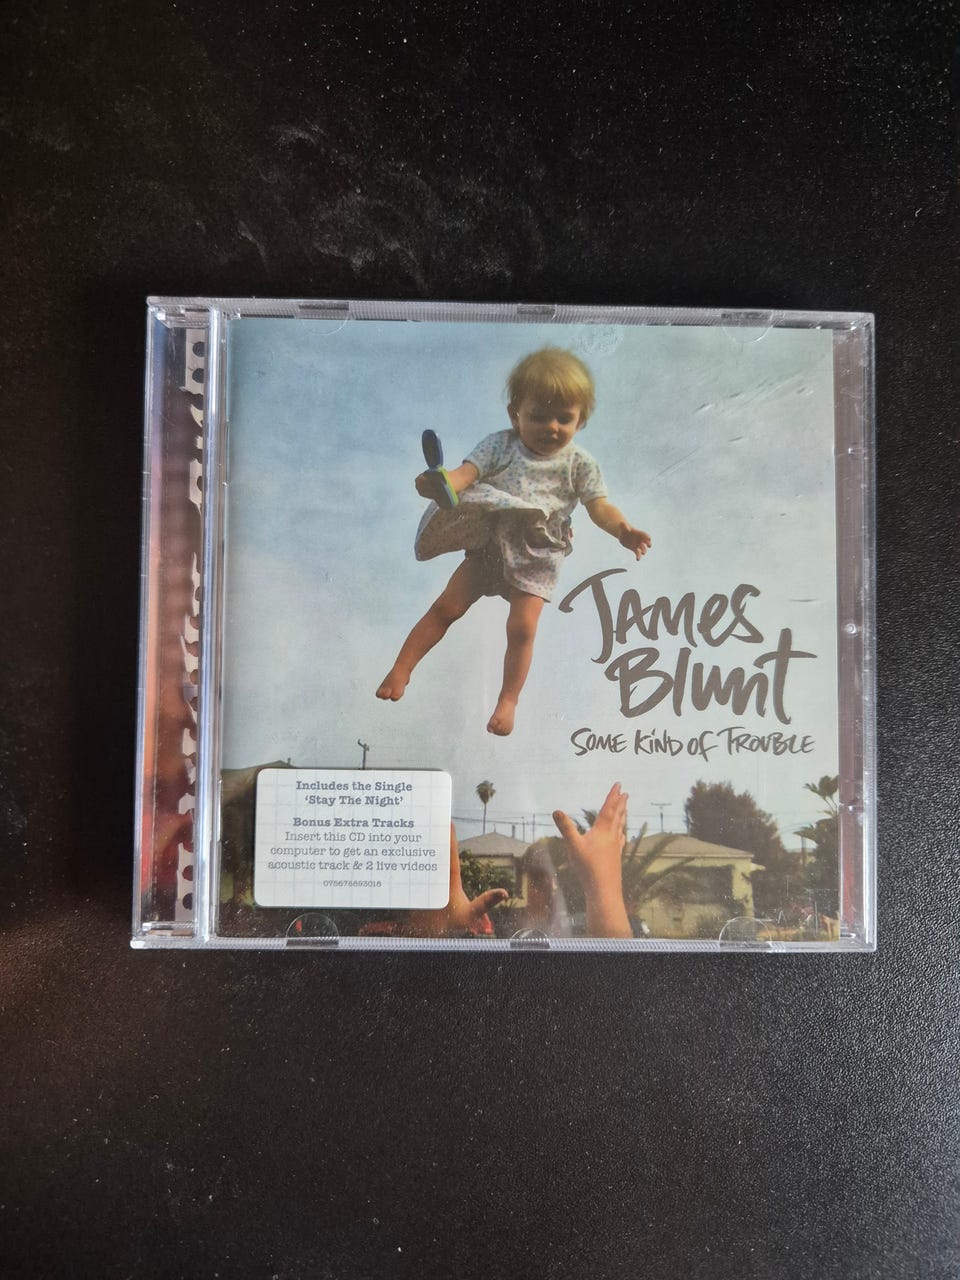 JAMES
BLUNT
SOME KIND OF TROUBLE
Includes the Single
'Stay The Night'
Bonus Extra Tracks
Insert this CD into your
computer to get an exclusive
acoustic track & 2 live videos
075678893018